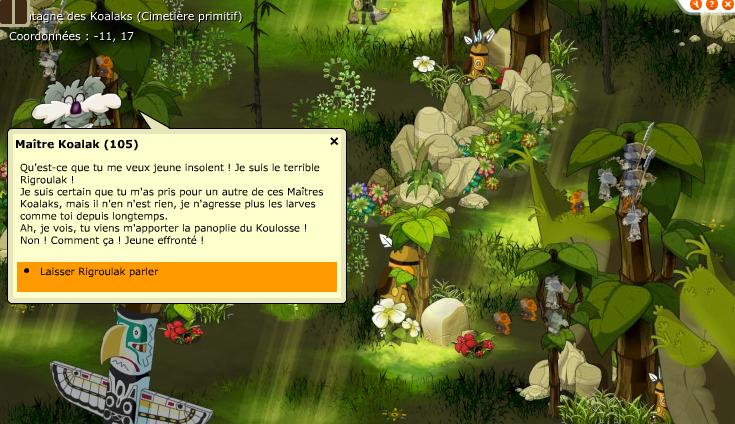 ntagne des Koalaks (Cimetière primitif)
Coordonnées : -11, 17
Maître Koalak (105)
Qu'est-ce que tu me veux jeune insolent ! Je suis le terrible
Rigroulak !
Je suis certain que tu m'as pris pour un autre de ces Maîtres
Koalaks, mais il n'en n'est rien, je n'agresse plus les larves
comme toi depuis longtemps.
Ah, je vois, tu viens m'apporter la panoplie du Koulosse !
Non ! Comment ça ! Jeune effronté !
Laisser Rigroulak parler